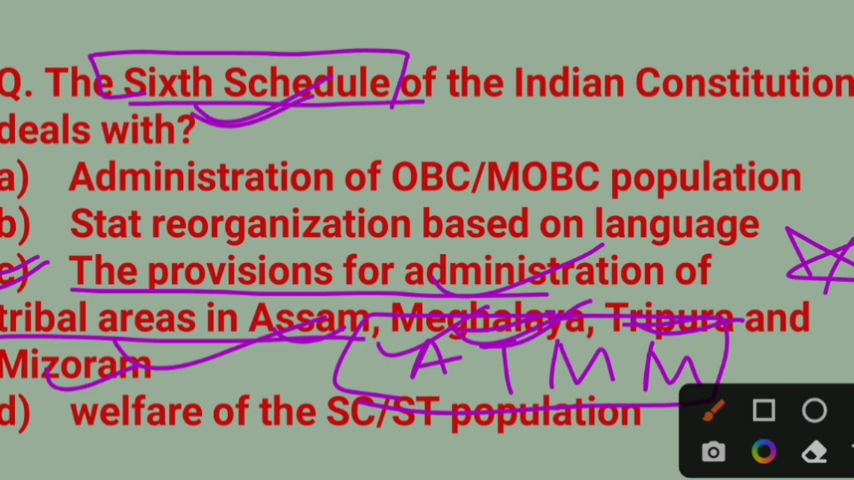 Q. The Sixth Schedule of the Indian Constitution
deals with?
a) Administration of OBC/MOBC population
b) Stat reorganization based on language
c) The provisions for administration of
tribal areas in Assam, Meghalaya, Tripura and
Mizoram
A T M M
d) welfare of the SC/ST population